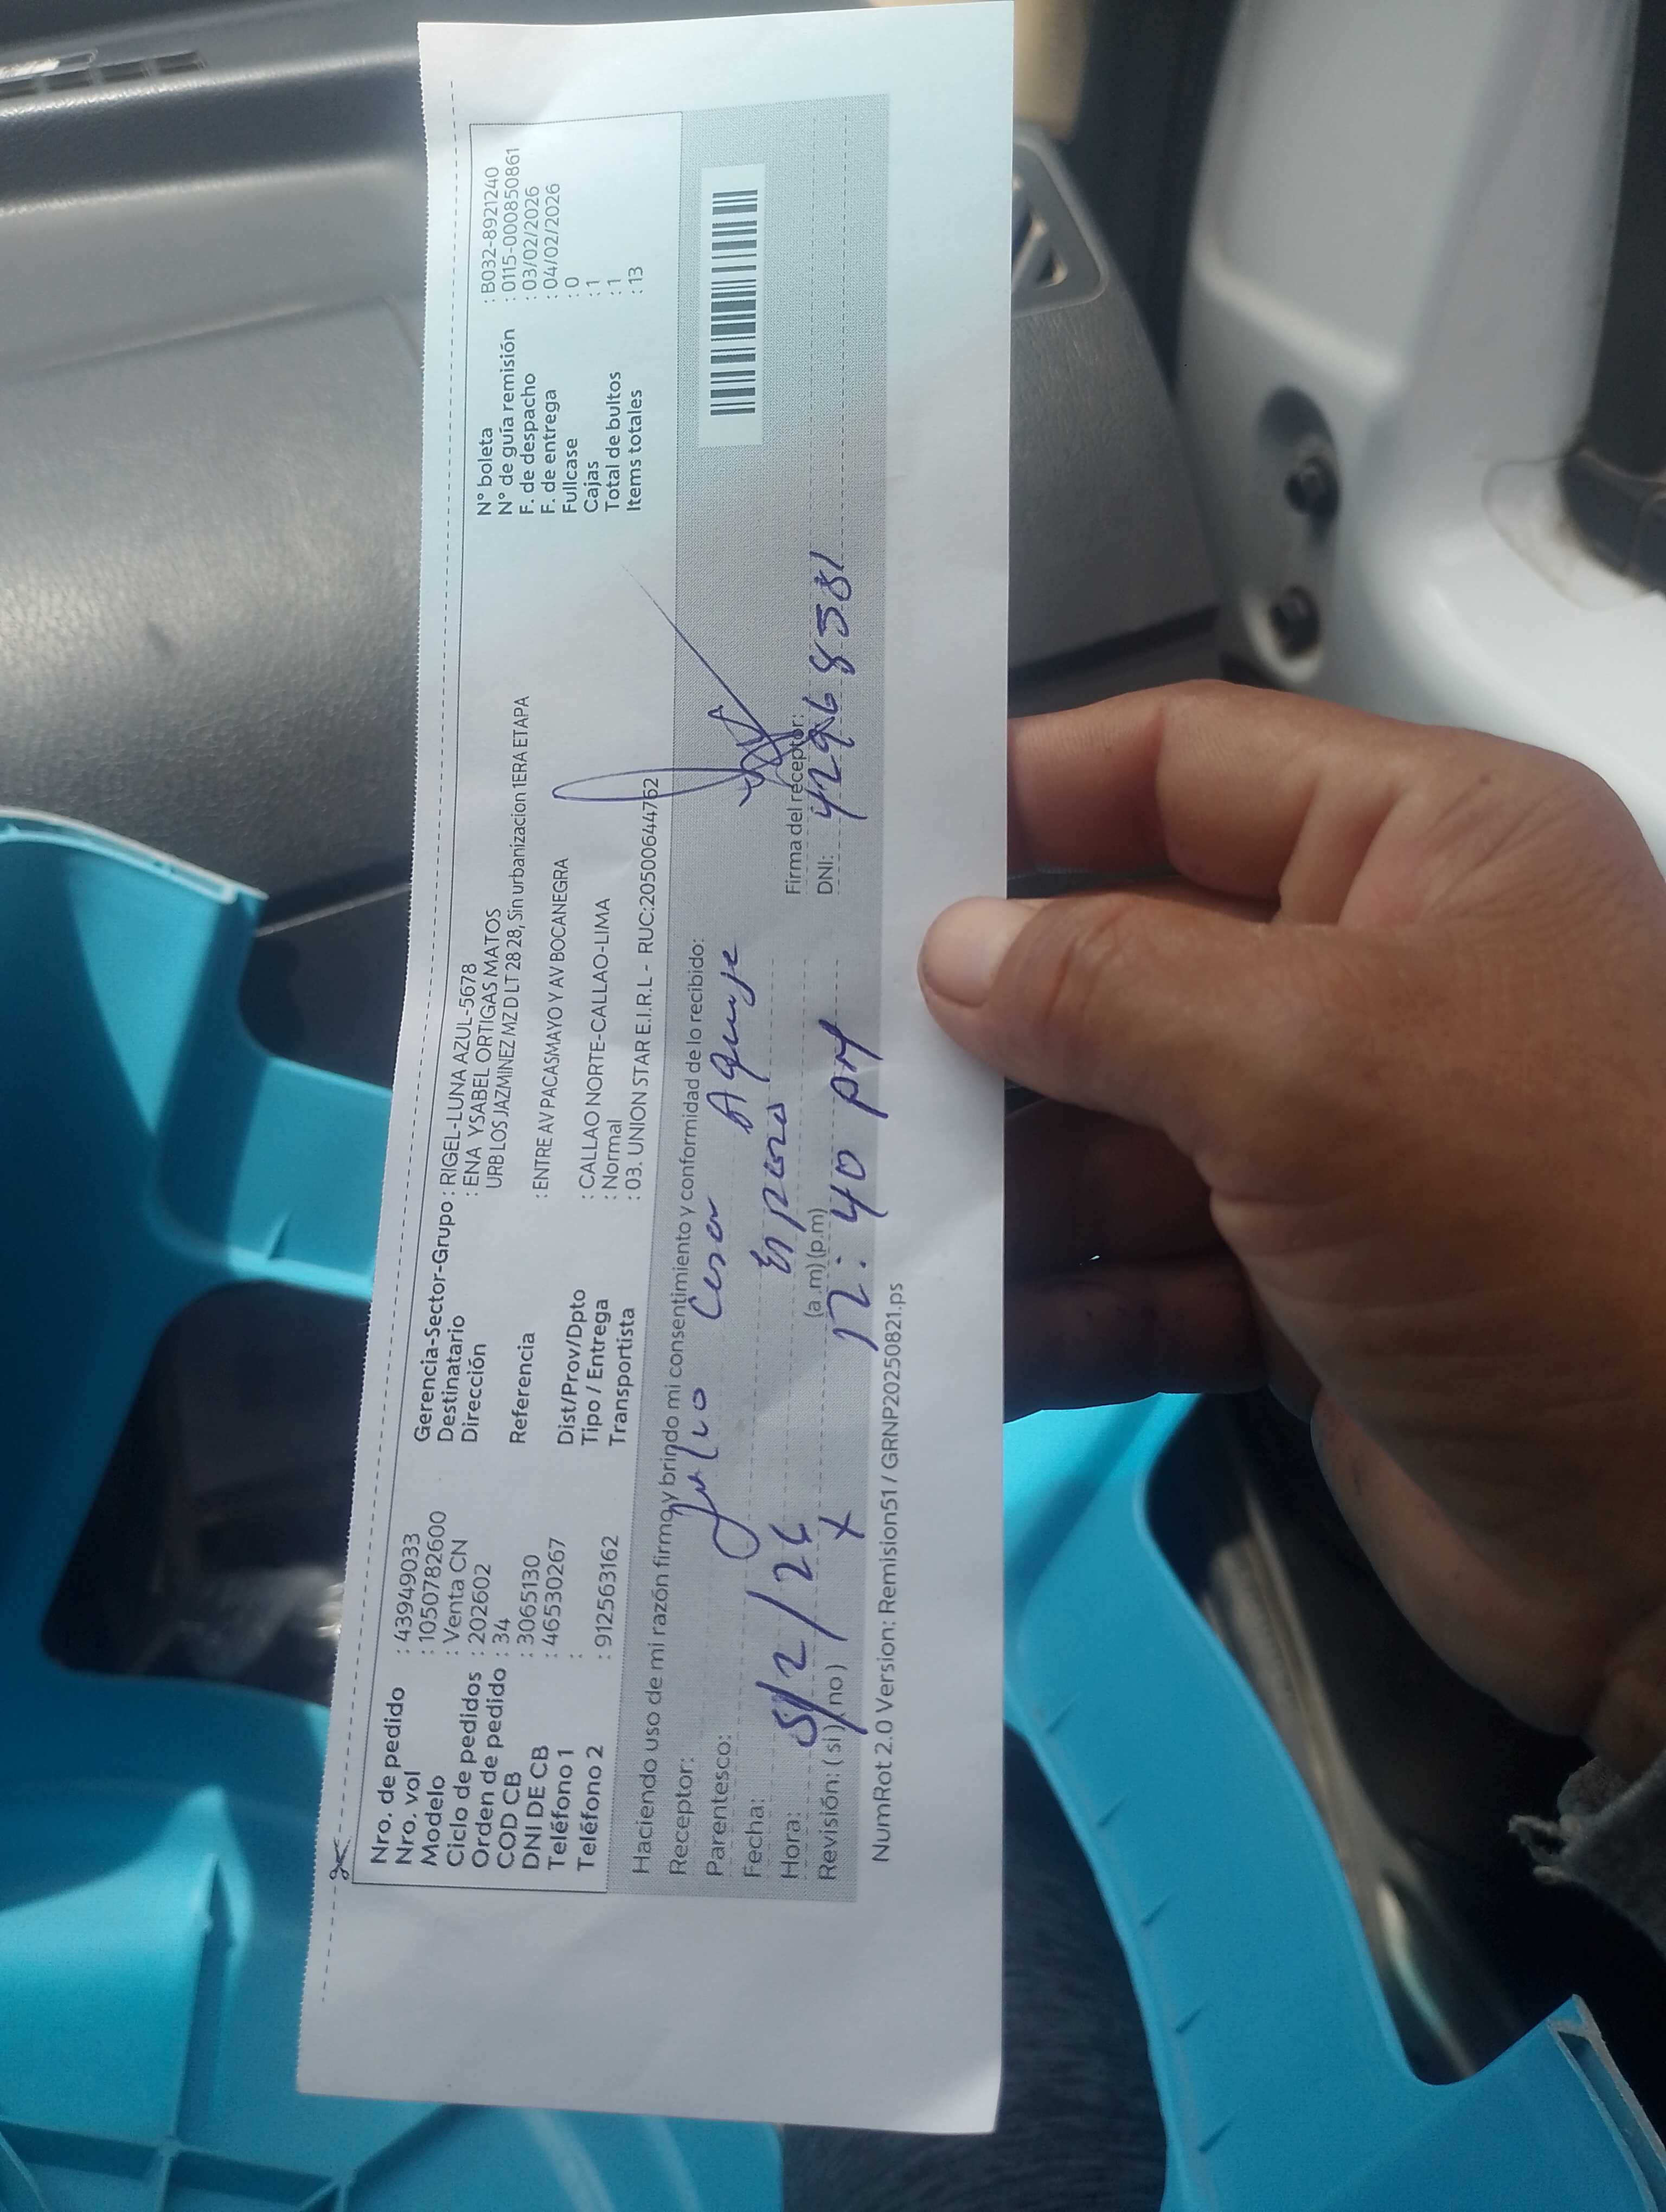 Nro. de pedido : 43949033
Nro. vol : 1050782600
Modelo : Venta CN
Ciclo de pedidos : 202602
Orden de pedido : 34
COD CB : 3065130
DNI DE CB : 46530267
Teléfono 1 :
Teléfono 2 : 912563162
Gerencia-Sector-Grupo : RIGEL-LUNA AZUL-5678
Destinatario : ENA YSABEL ORTIGAS MATOS
Dirección URB LOS JAZMINEZ MZ D LT 28 28, Sin urbanizacion 1ERA ETAPA
Referencia : ENTRE AV PACASMAYO Y AV BOCANEGRA
Dist/Prov/Dpto : CALLAO NORTE-CALLAO-LIMA
Tipo / Entrega : Normal
Transportista : 03. UNION STAR E.I.R.L - RUC:20500644762
N° boleta : B032-8921240
N° de guía remisión : 0115-0008850861
F. de despacho : 03/02/2026
F. de entrega : 04/02/2026
Fullcase : 0
Cajas : 1
Total de bultos : 1
Items totales : 13
Haciendo uso de mi razón firmo y brindo mi consentimiento y conformidad de lo recibido:
Receptor: Julio Cesar Aquije
Parentesco: Esposo
Fecha: 5/2/26
Hora: (a.m) (p.m) 12:40 PM
Revisión: ( si ) ( no ) X
Firma del receptor:
DNI: 42968581
NumRot 2.0 Version: Remision51 / GRNP20250821.ps